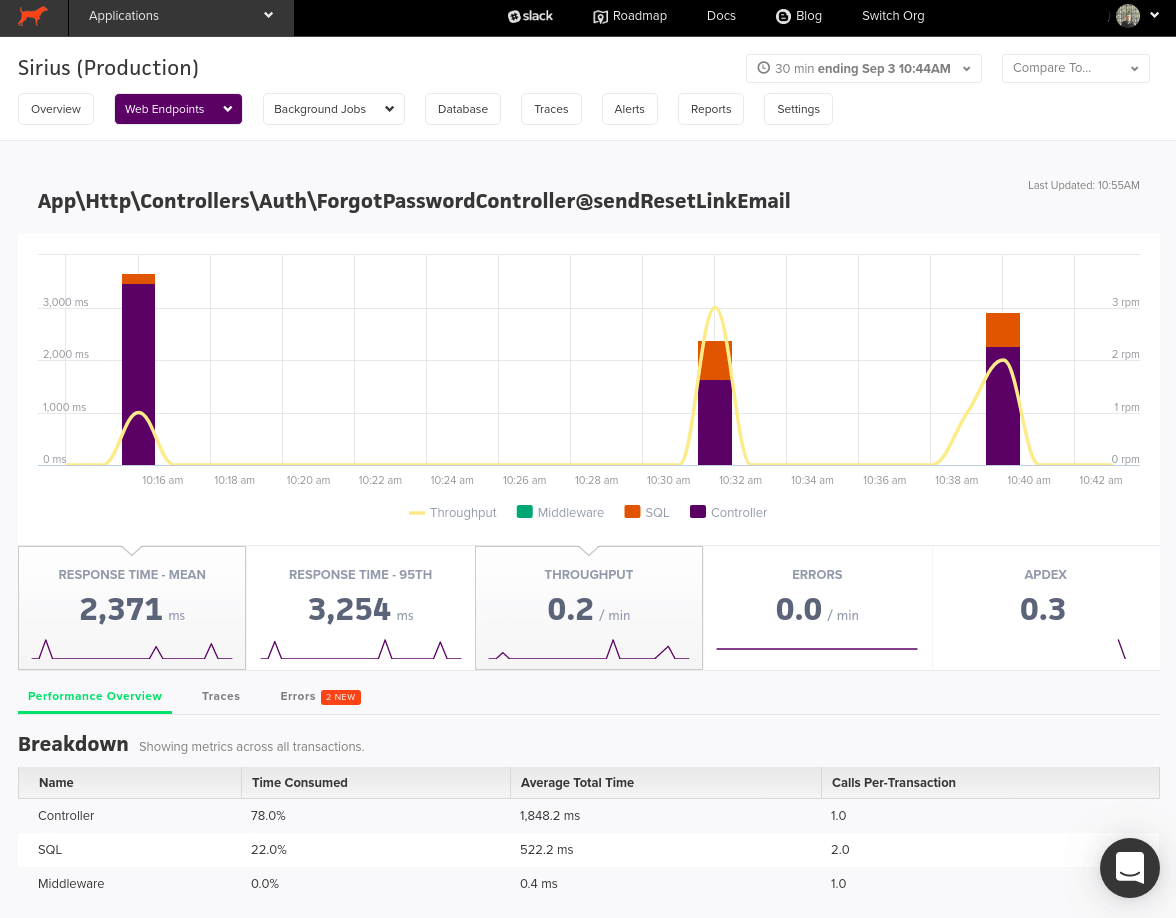 Applications slack Roadmap Docs Blog Switch Org
Sirius (Production) 30 min ending Sep 3 10:44AM Compare To...
Overview Web Endpoints Background Jobs Database Traces Alerts Reports Settings
Last Updated: 10:55AM
App\Http\Controllers\Auth\ForgotPasswordController@sendResetLinkEmail
3,000 ms 3 rpm
2,000 ms 2 rpm
1,000 ms 1 rpm
0 ms 0 rpm
10:16 am 10:18 am 10:20 am 10:22 am 10:24 am 10:26 am 10:28 am 10:30 am 10:32 am 10:34 am 10:36 am 10:38 am 10:40 am 10:42 am
Throughput Middleware SQL Controller
RESPONSE TIME - MEAN RESPONSE TIME - 95TH THROUGHPUT ERRORS APDEX
2,371 ms 3,254 ms 0.2 / min 0.0 / min 0.3
Performance Overview Traces Errors 2 NEW
Breakdown Showing metrics across all transactions.
Name Time Consumed Average Total Time Calls Per-Transaction
Controller 78.0% 1,848.2 ms 1.0
SQL 22.0% 522.2 ms 2.0
Middleware 0.0% 0.4 ms 1.0